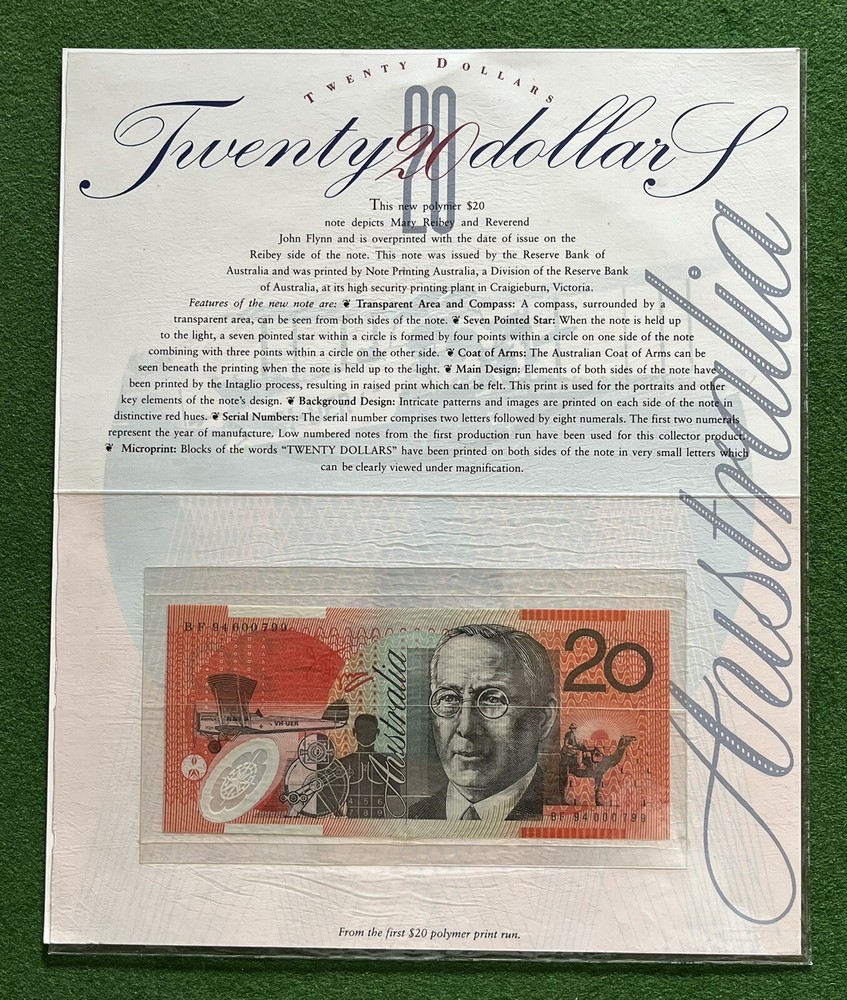 TWENTY DOLLARS
20
Twenty 20 dollars
This new polymer $20
note depicts Mary Reibey and Reverend
John Flynn and is overprinted with the date of issue on the
Reibey side of the note. This note was issued by the Reserve Bank of
Australia and was printed by Note Printing Australia, a Division of the Reserve Bank
of Australia, at its high security printing plant in Craigieburn, Victoria.
Features of the new note are: ❦ Transparent Area and Compass: A compass, surrounded by a
transparent area, can be seen from both sides of the note. ❦ Seven Pointed Star: When the note is held up
to the light, a seven pointed star within a circle is formed by four points within a circle on one side of the note
combining with three points within a circle on the other side. ❦ Coat of Arms: The Australian Coat of Arms can be
seen beneath the printing when the note is held up to the light. ❦ Main Design: Elements of both sides of the note have
been printed by the Intaglio process, resulting in raised print which can be felt. This print is used for the portraits and other
key elements of the note's design. ❦ Background Design: Intricate patterns and images are printed on each side of the note in
distinctive red hues. ❦ Serial Numbers: The serial number comprises two letters followed by eight numerals. The first two numerals
represent the year of manufacture. Low numbered notes from the first production run have been used for this collector product.
❦ Microprint: Blocks of the words "TWENTY DOLLARS" have been printed on both sides of the note in very small letters which
can be clearly viewed under magnification.
Australia
BF 94000799
20
Australia
VH-UER
4 5 6
7 8 9
BF 94000799
From the first $20 polymer print run.